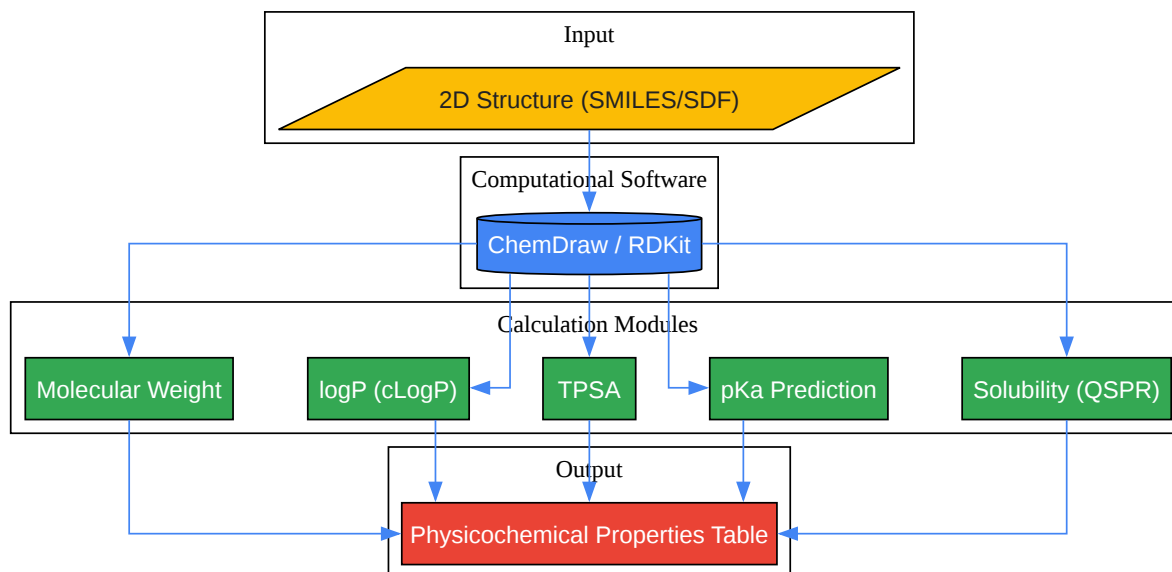 Input
2D Structure (SMILES/SDF)
Computational Software
ChemDraw / RDKit
Calculation Modules
Molecular Weight
logP (cLogP)
TPSA
pKa Prediction
Solubility (QSPR)
Output
Physicochemical Properties Table